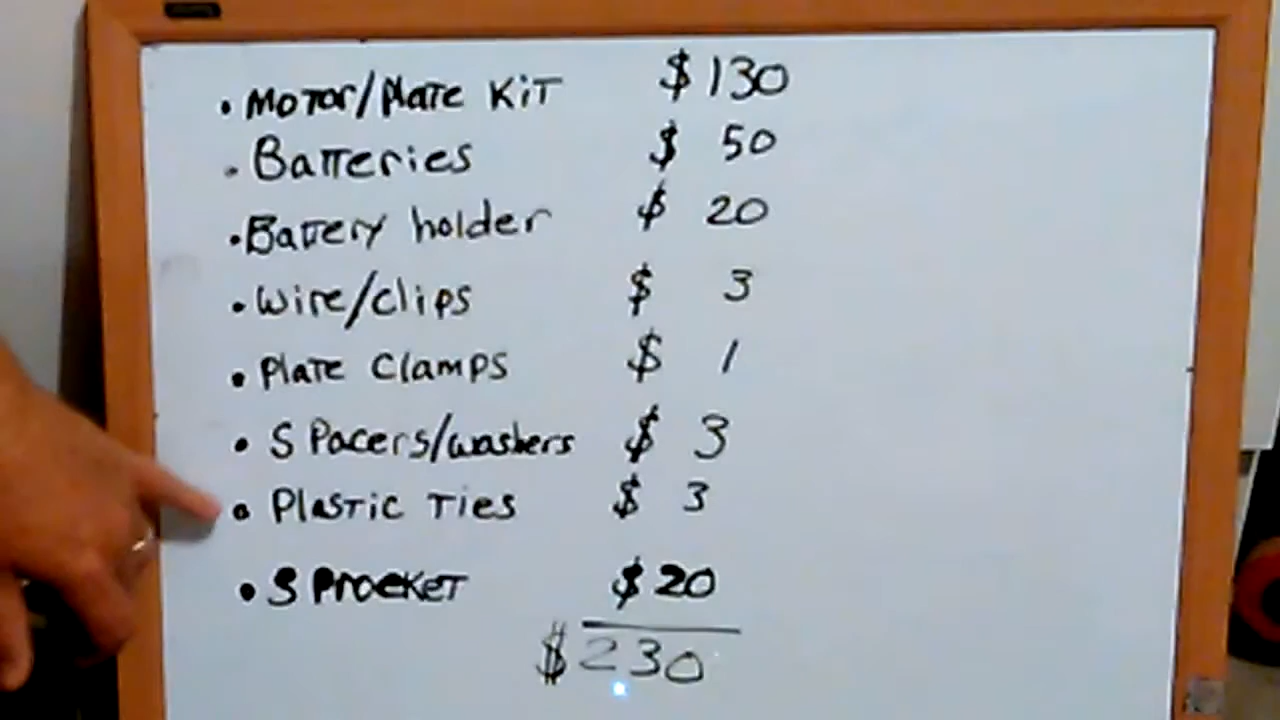 • Motor/Plate Kit $130
• Batteries $ 50
• Battery holder $ 20
• Wire/clips $ 3
• Plate Clamps $ 1
• Spacers/washers $ 3
• Plastic Ties $ 3
• Sprocket $20
$230